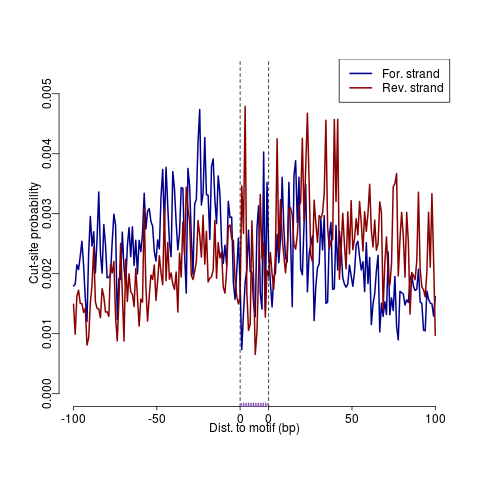 For. strand
Rev. strand
Cut-site probability
0.005
0.004
0.003
0.002
0.001
0.000
-100 -50 0 0 50 100
Dist. to motif (bp)